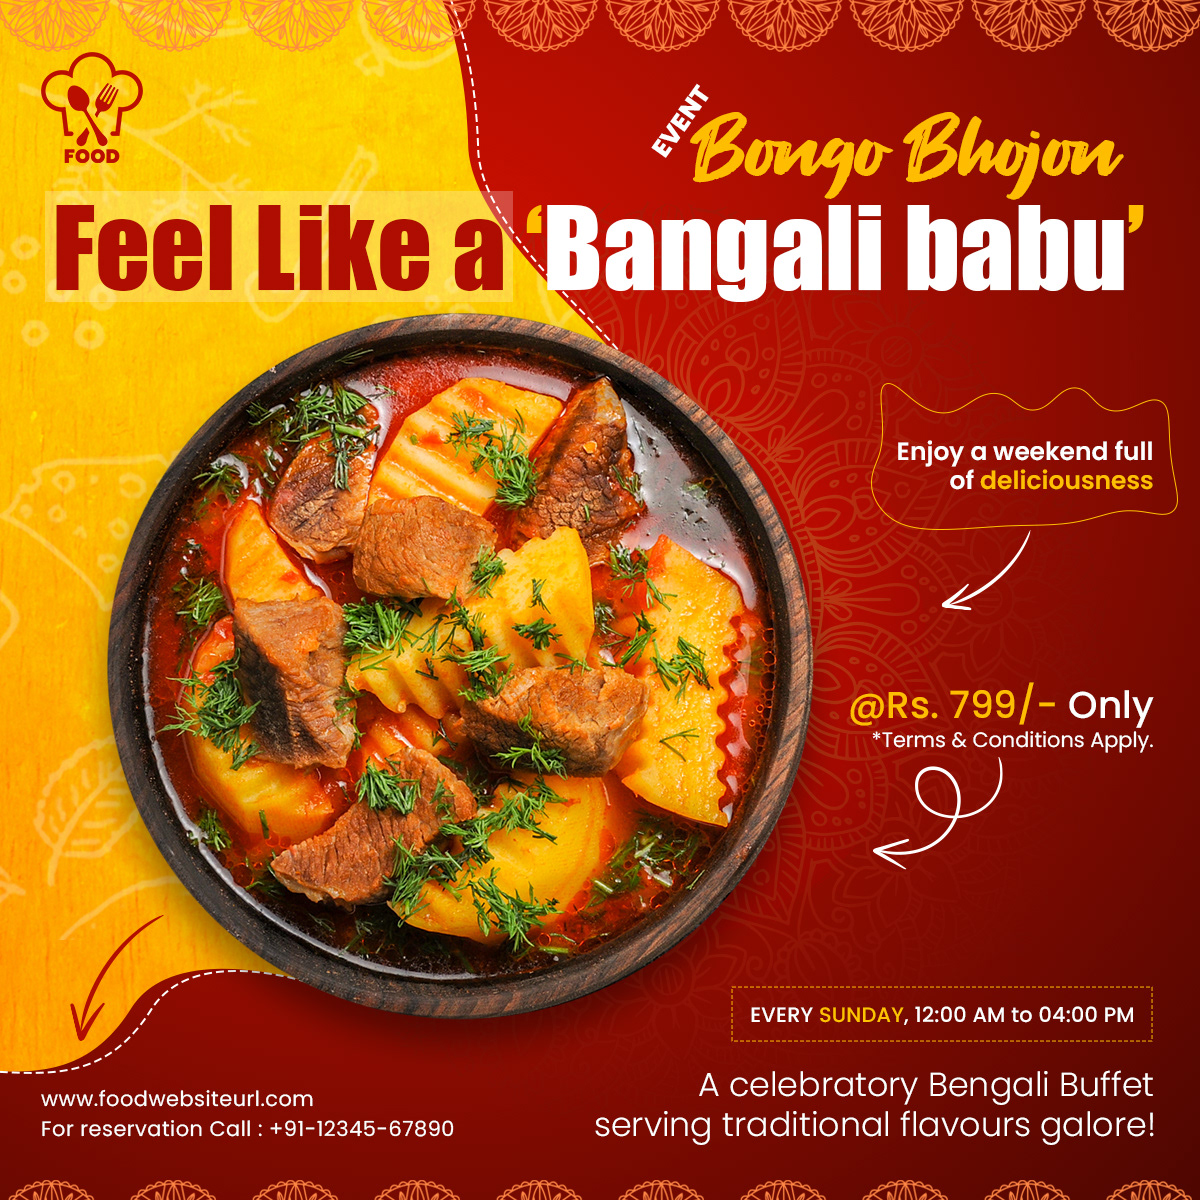 FOOD
EVENT
Bongo Bhojon
Feel Like a ‘Bangali babu’
Enjoy a weekend full
of deliciousness
@Rs. 799/- Only
*Terms & Conditions Apply.
EVERY SUNDAY, 12:00 AM to 04:00 PM
A celebratory Bengali Buffet
serving traditional flavours galore!
www.foodwebsiteurl.com
For reservation Call : +91-12345-67890